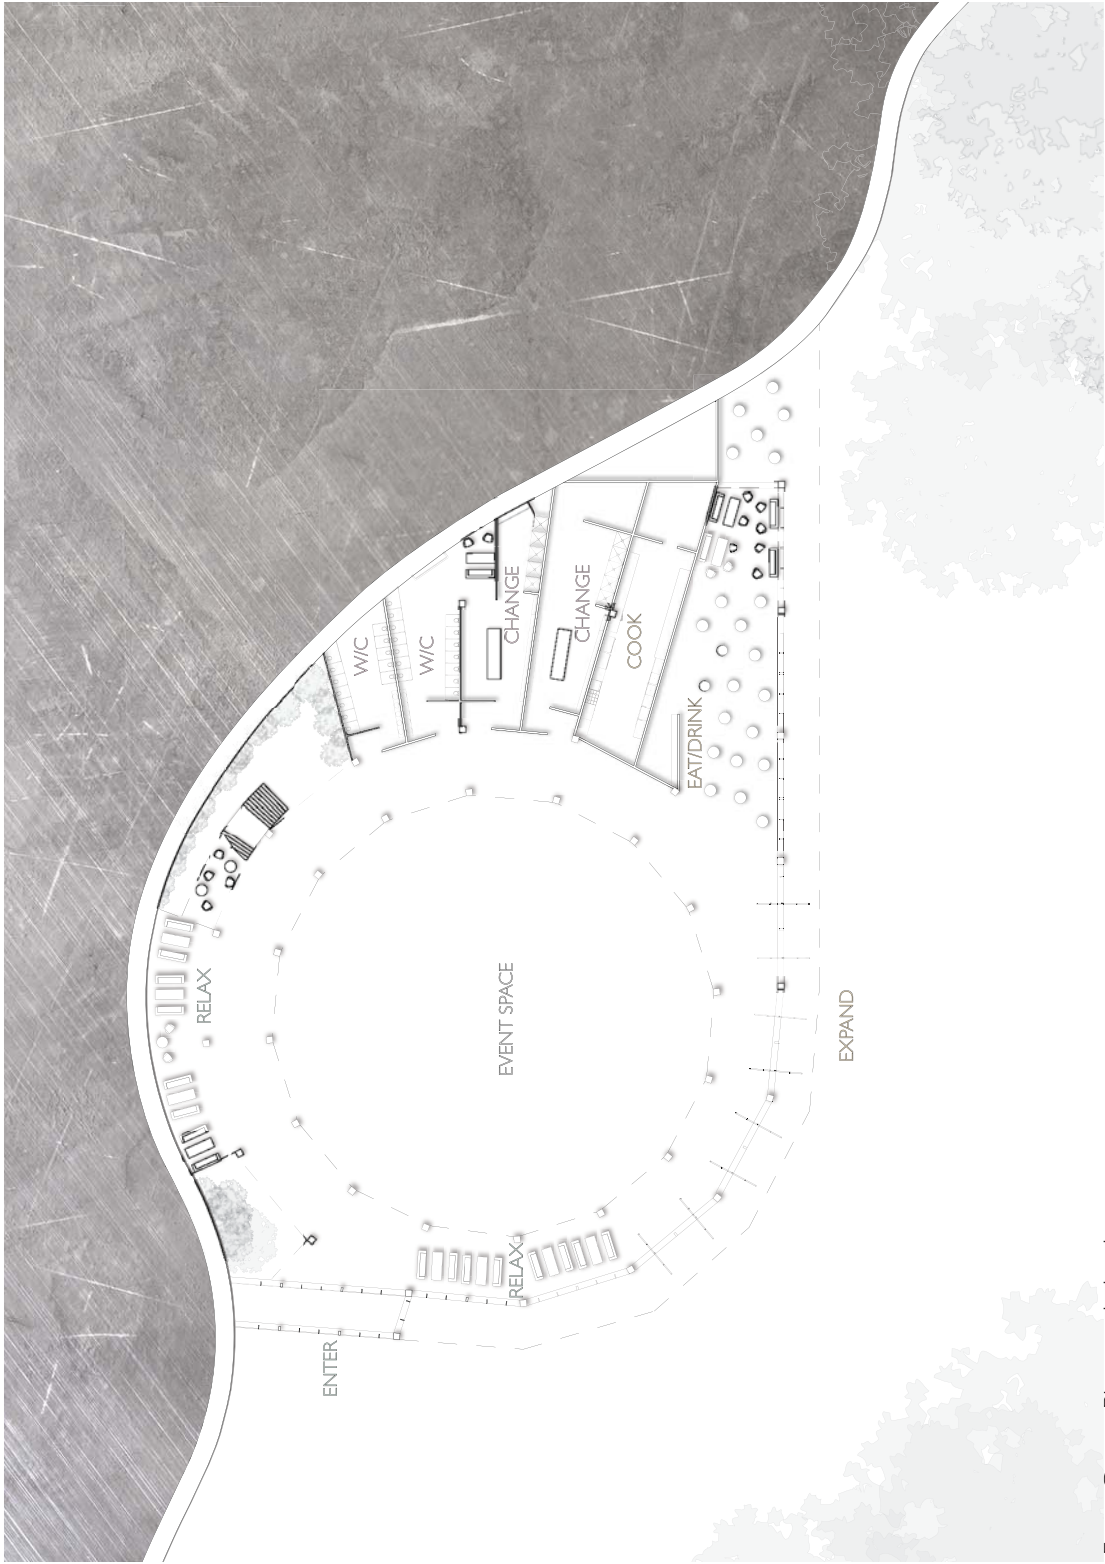 W/C
W/C
CHANGE
CHANGE
COOK
EAT/DRINK
RELAX
EVENT SPACE
EXPAND
RELAX
ENTER